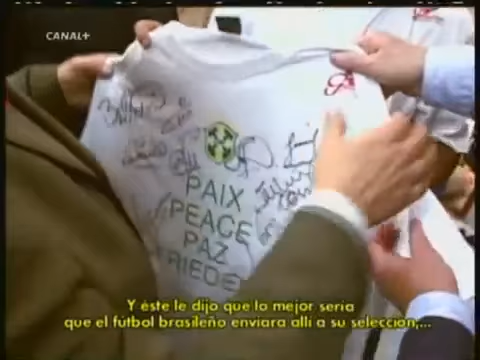 CANAL+
PAIX
PEACE
PAZ
RIEDE
Y éste le dijo que lo mejor sería
que el fútbol brasileño enviara allí a su selección,...